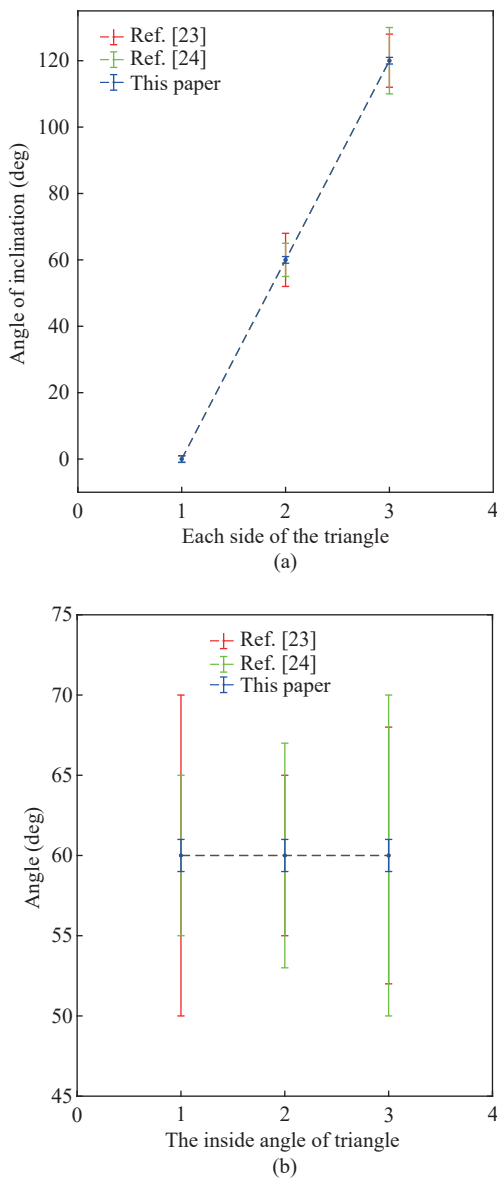 Ref. [23]
Ref. [24]
This paper
120
100
80
60
40
20
0
Angle of inclination (deg)
0 1 2 3 4
Each side of the triangle
(a)
75
70
65
60
55
50
45
Ref. [23]
Ref. [24]
This paper
Angle (deg)
0 1 2 3 4
The inside angle of triangle
(b)